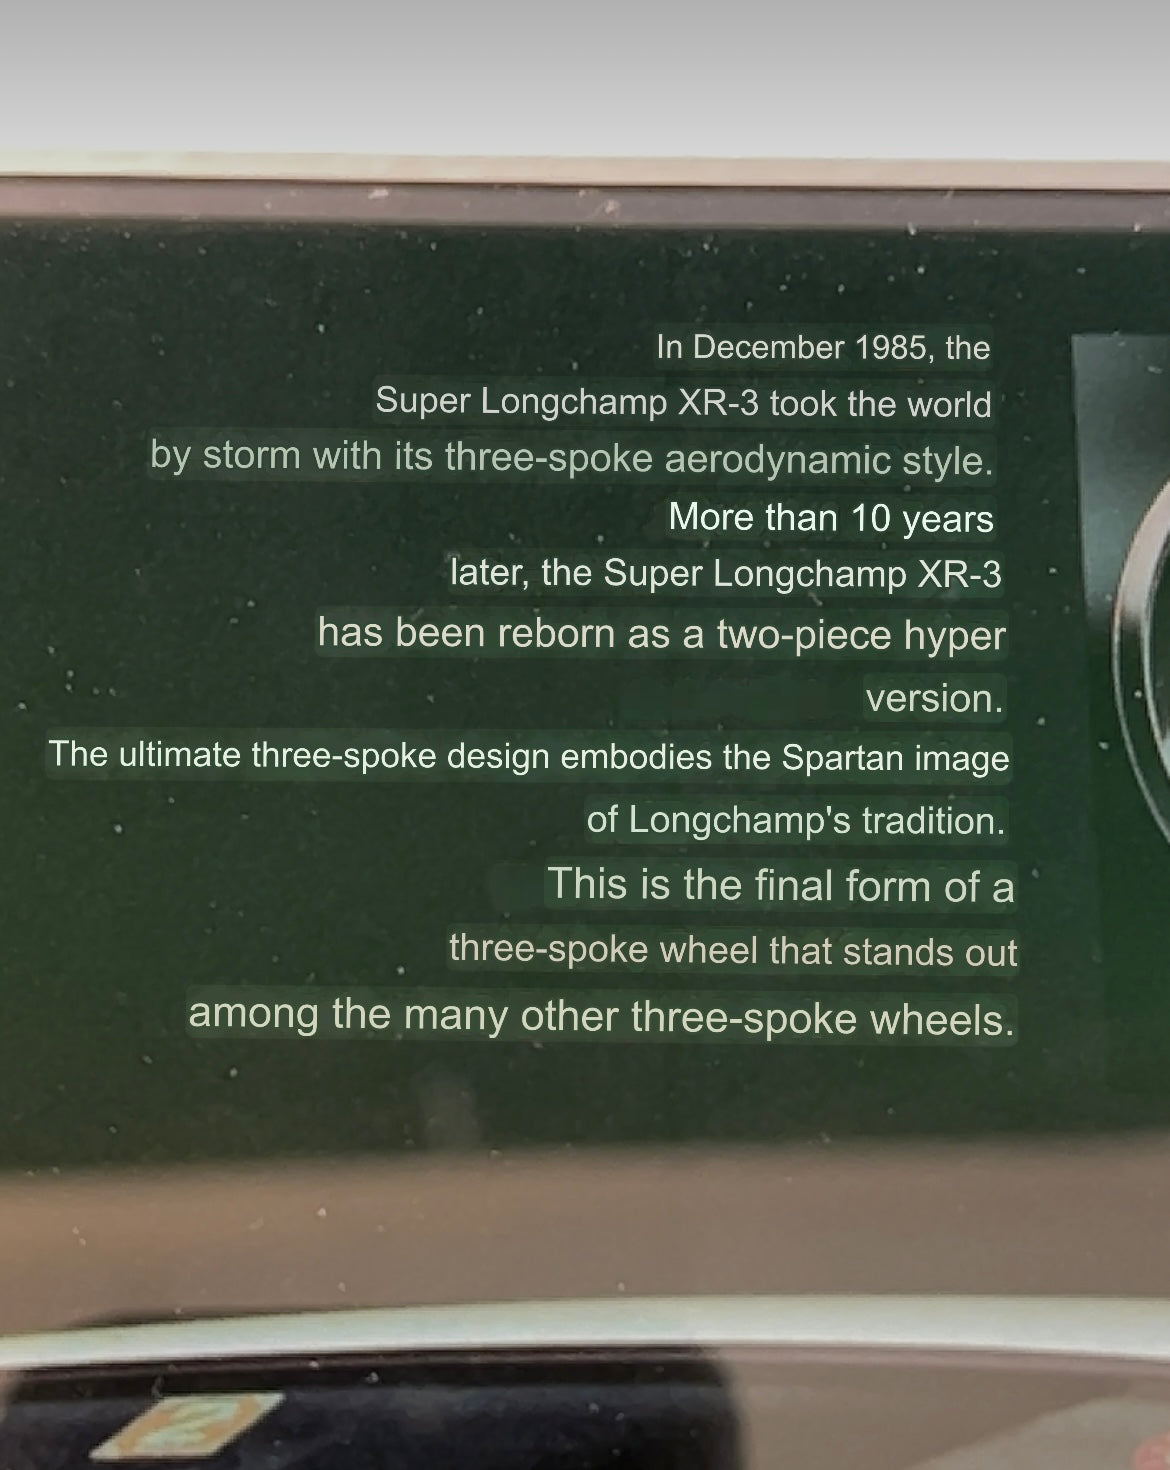 In December 1985, the
Super Longchamp XR-3 took the world
by storm with its three-spoke aerodynamic style.
More than 10 years
later, the Super Longchamp XR-3
has been reborn as a two-piece hyper
version.
The ultimate three-spoke design embodies the Spartan image
of Longchamp's tradition.
This is the final form of a
three-spoke wheel that stands out
among the many other three-spoke wheels.